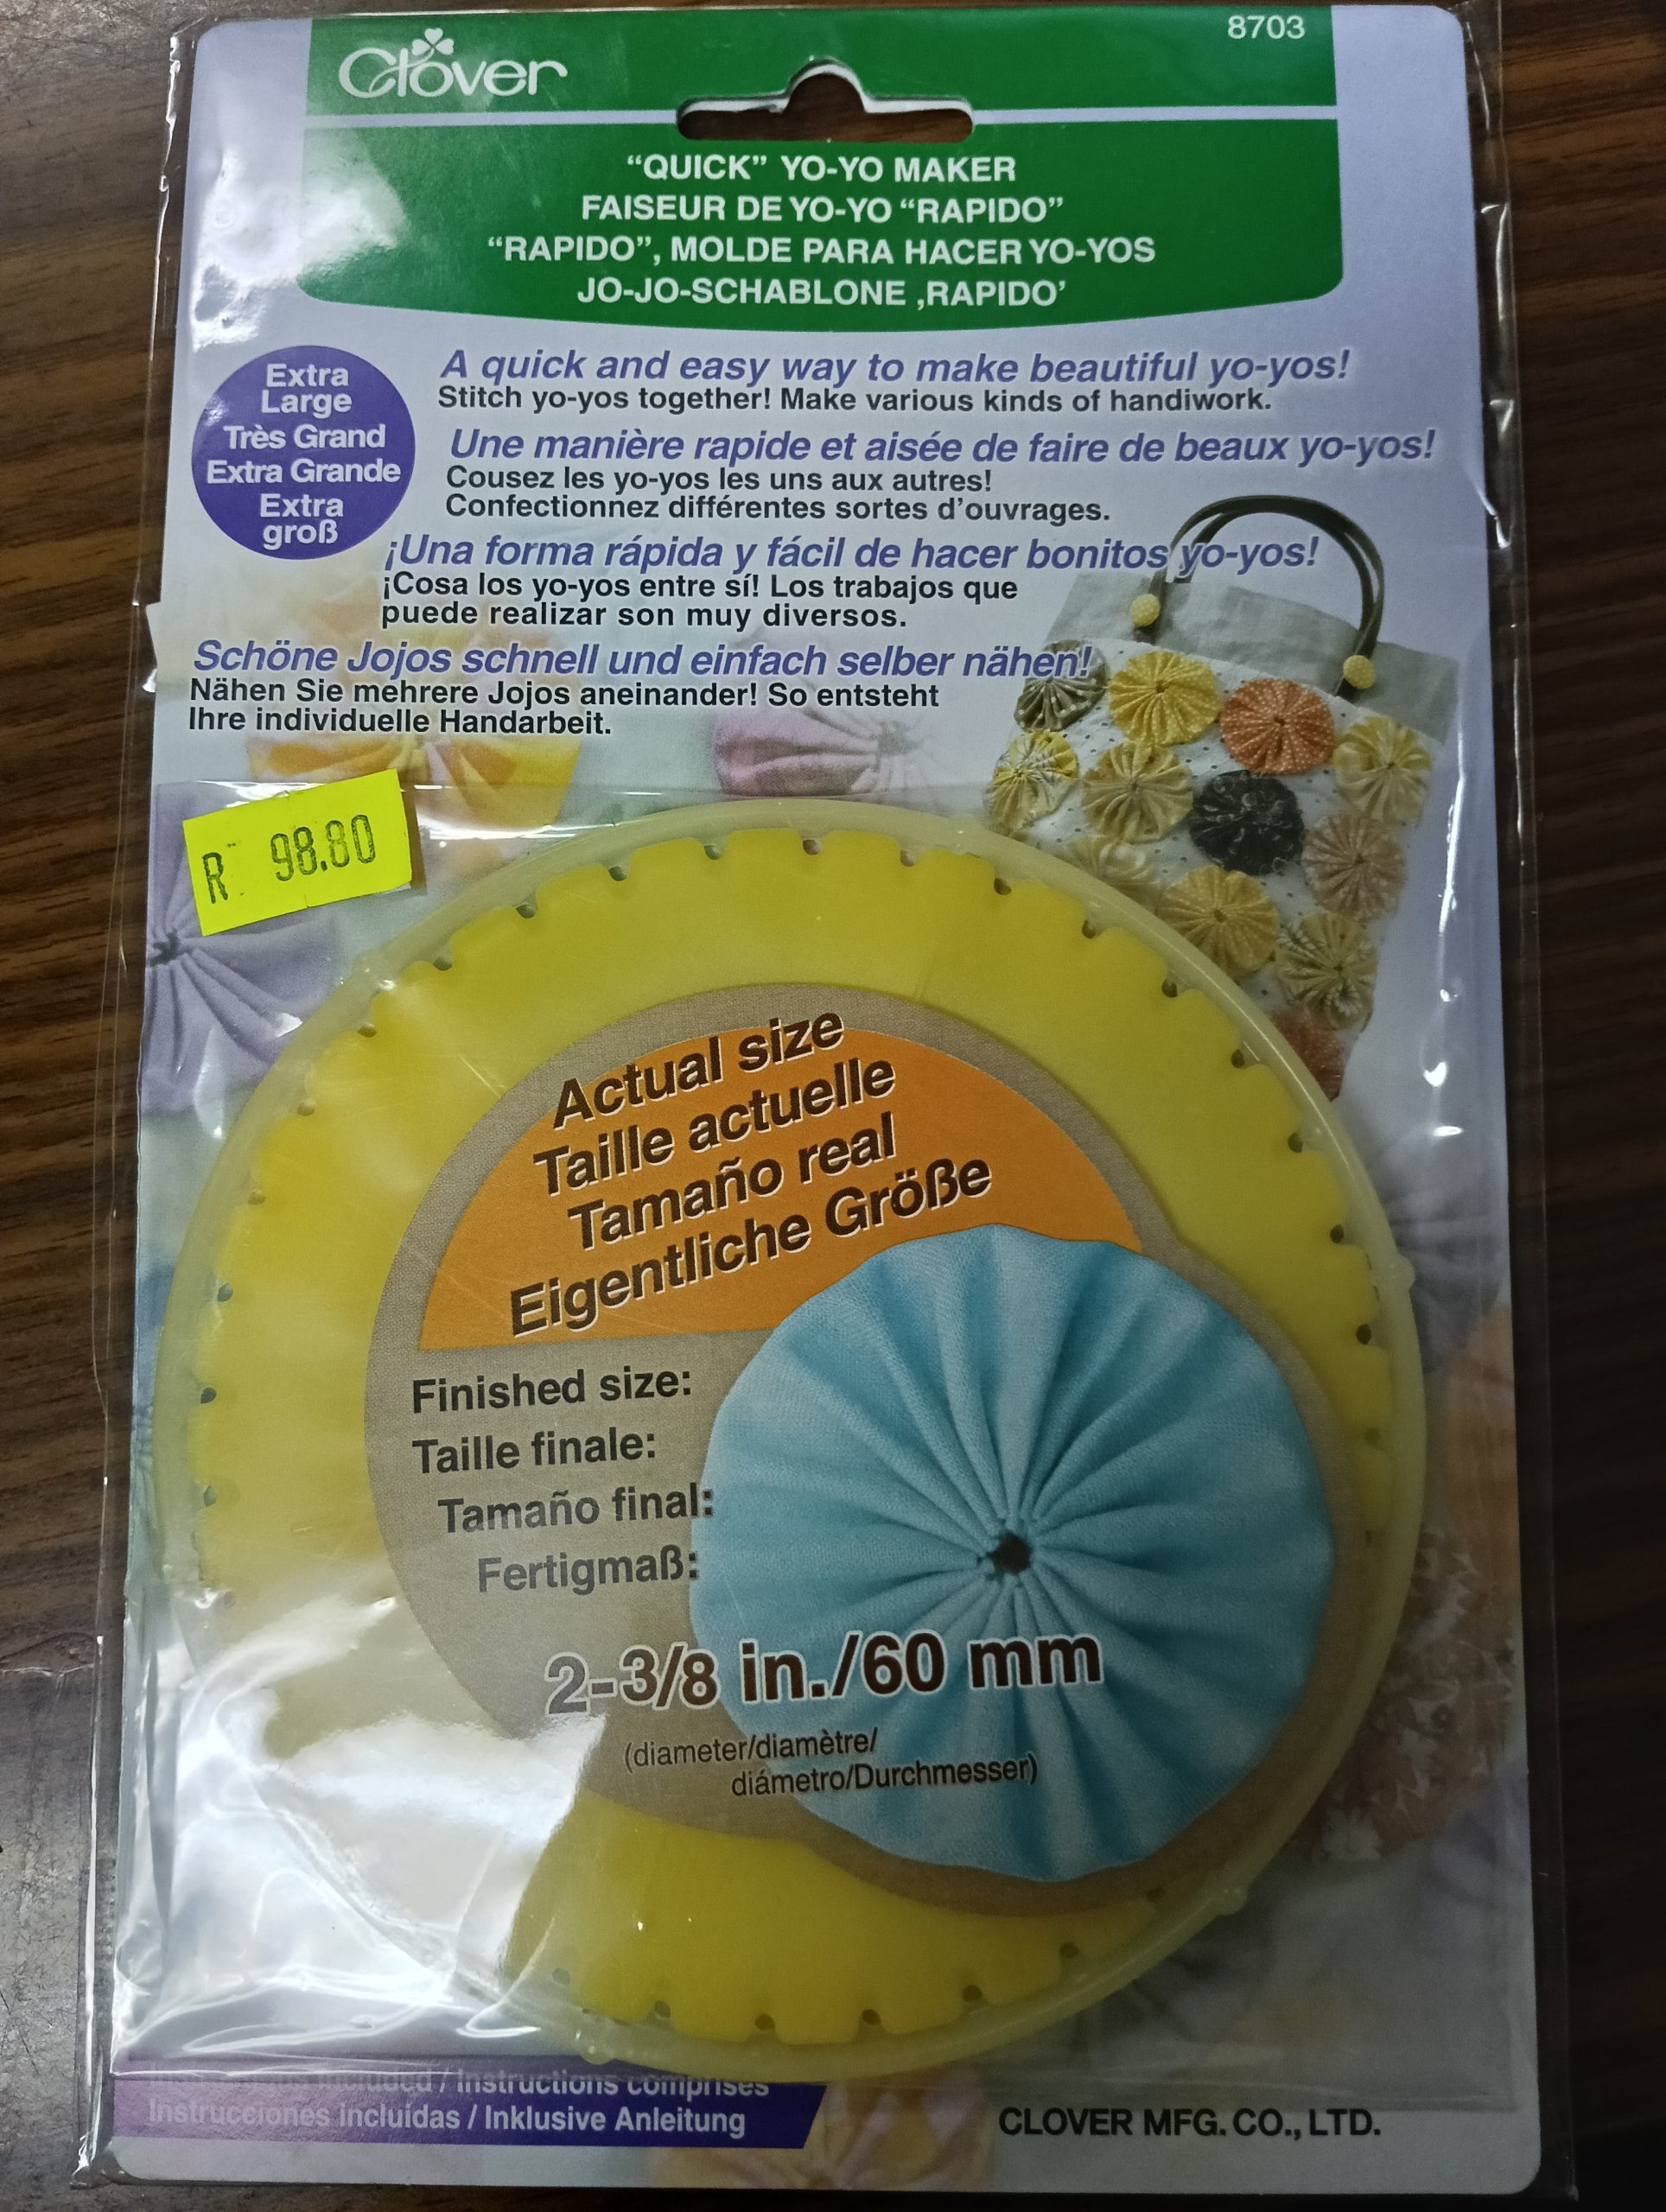 Clover
8703
“QUICK” YO-YO MAKER
FAISEUR DE YO-YO “RAPIDO”
“RAPIDO”, MOLDE PARA HACER YO-YOS
JO-JO-SCHABLONE ‚RAPIDO’
Extra
Large
Très Grand
Extra Grande
Extra
groß
A quick and easy way to make beautiful yo-yos!
Stitch yo-yos together! Make various kinds of handiwork.
Une manière rapide et aisée de faire de beaux yo-yos!
Cousez les yo-yos les uns aux autres!
Confectionnez différentes sortes d’ouvrages.
¡Una forma rápida y fácil de hacer bonitos yo-yos!
¡Cosa los yo-yos entre sí! Los trabajos que
puede realizar son muy diversos.
Schöne Jojos schnell und einfach selber nähen!
Nähen Sie mehrere Jojos aneinander! So entsteht
Ihre individuelle Handarbeit.
R 98.80
Actual size
Taille actuelle
Tamaño real
Eigentliche Größe
Finished size:
Taille finale:
Tamaño final:
Fertigmaß:
2-3/8 in./60 mm
(diameter/diamètre/
diámetro/Durchmesser)
included / Instructions comprises
Instrucciones incluidas / Inklusive Anleitung
CLOVER MFG. CO., LTD.